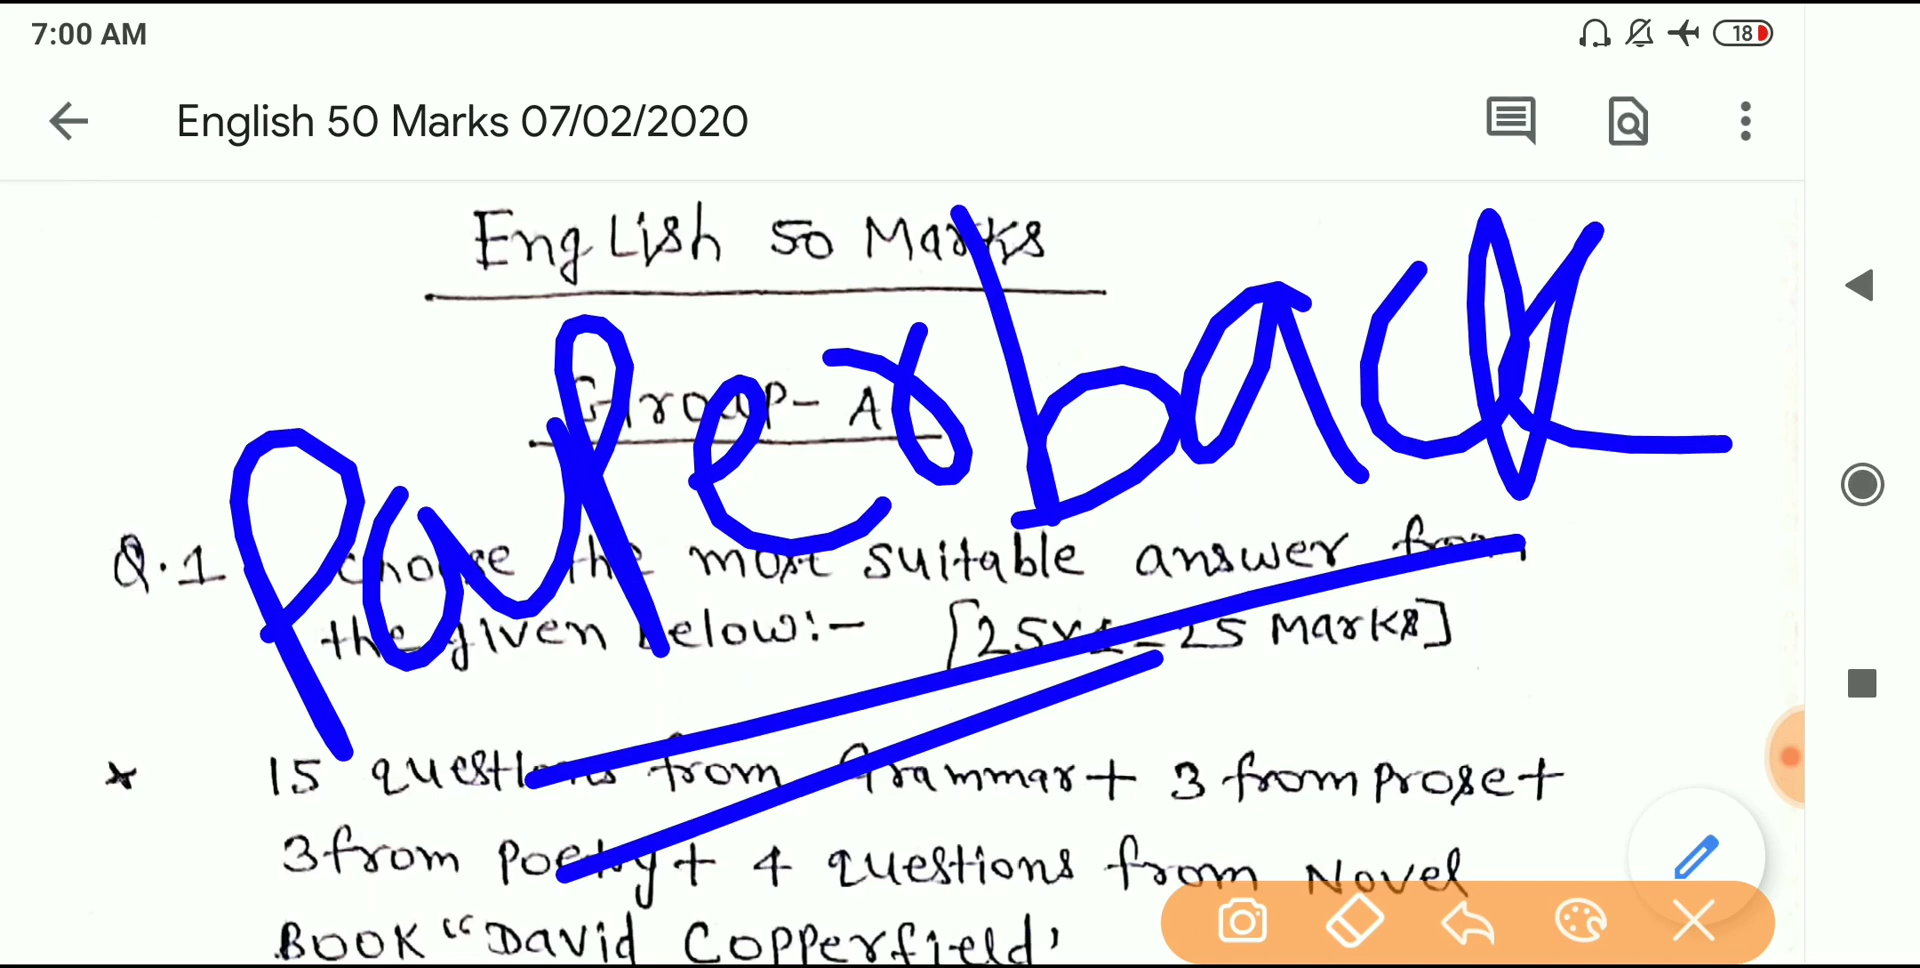 7:00 AM
18
English 50 Marks 07/02/2020
English 50 Marks
Group-A
Paperback
Q.1 choose the most suitable answer from
the given below:-  [25x1=25 Marks]
* 15 questions from Grammar+ 3 from prose+
3 from Poetry+ 4 questions from Novel
BOOK "David Copperfield'